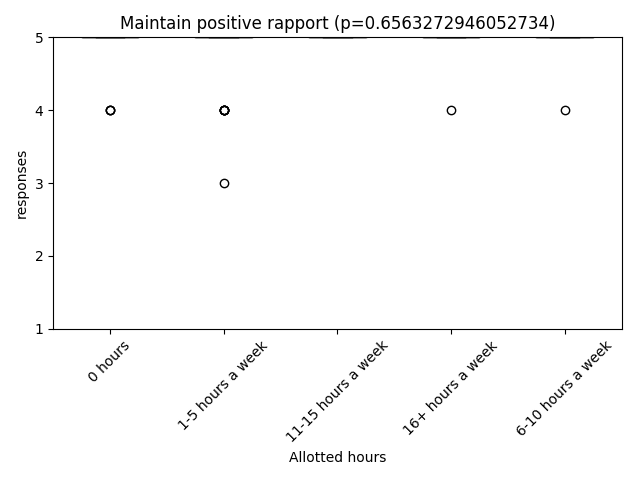 Maintain positive rapport (p=0.6563272946052734)
responses
5
4
3
2
1
0 hours
1-5 hours a week
11-15 hours a week
16+ hours a week
6-10 hours a week
Allotted hours